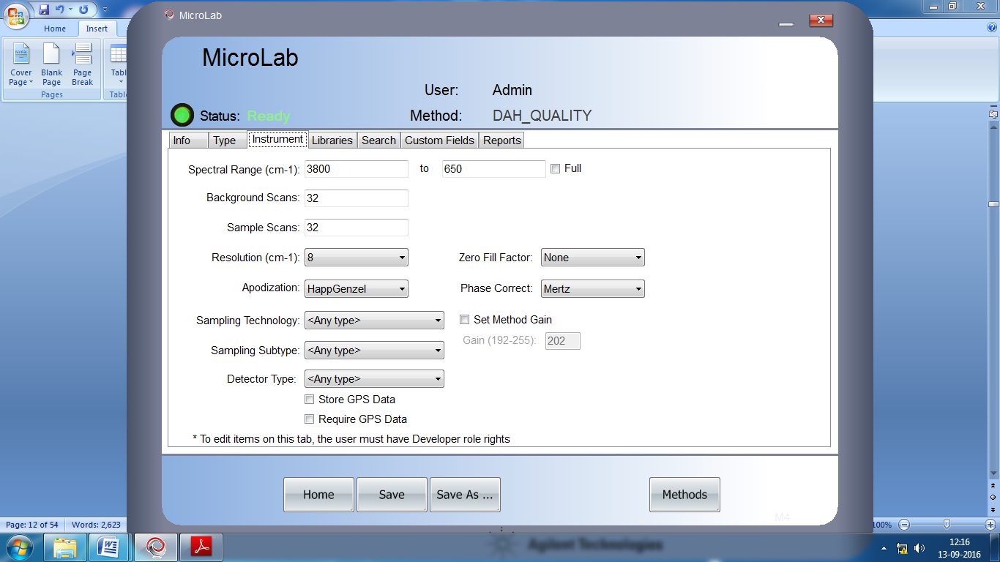 MicroLab
Home Insert
Cover Page Blank Page Page Break
Pages
MicroLab
User: Admin
Status: Ready Method: DAH_QUALITY
Info Type Instrument Libraries Search Custom Fields Reports
Spectral Range (cm-1): 3800 to 650 Full
Background Scans: 32
Sample Scans: 32
Resolution (cm-1): 8 Zero Fill Factor: None
Apodization: HappGenzel Phase Correct: Mertz
Sampling Technology: <Any type> Set Method Gain
Gain (192-255): 202
Sampling Subtype: <Any type>
Detector Type: <Any type>
Store GPS Data
Require GPS Data
* To edit items on this tab, the user must have Developer role rights
Home Save Save As ... Methods
M4
Page: 12 of 54 Words: 2,623 100%
Agilent Technologies
12:16
13-09-2016